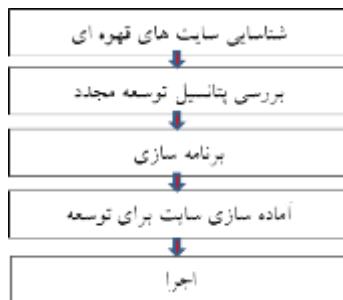 شناسایی سایت های قهوه ای
بررسی پتانسیل توسعه مجدد
برنامه سازی
آماده سازی سایت برای توسعه
اجرا